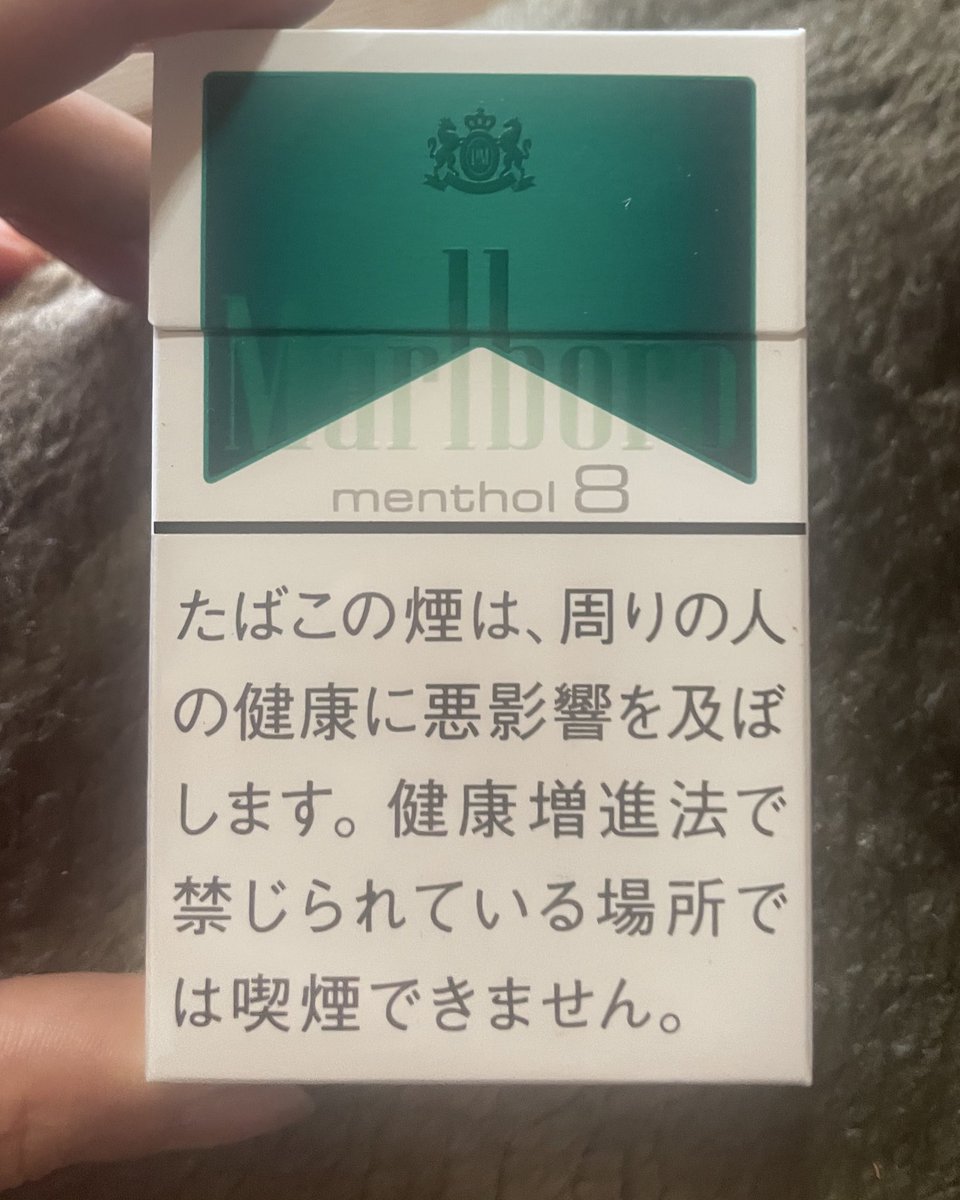 PM
Marlboro
menthol 8
たばこの煙は、周りの人
の健康に悪影響を及ぼ
します。健康増進法で
禁じられている場所で
は喫煙できません。